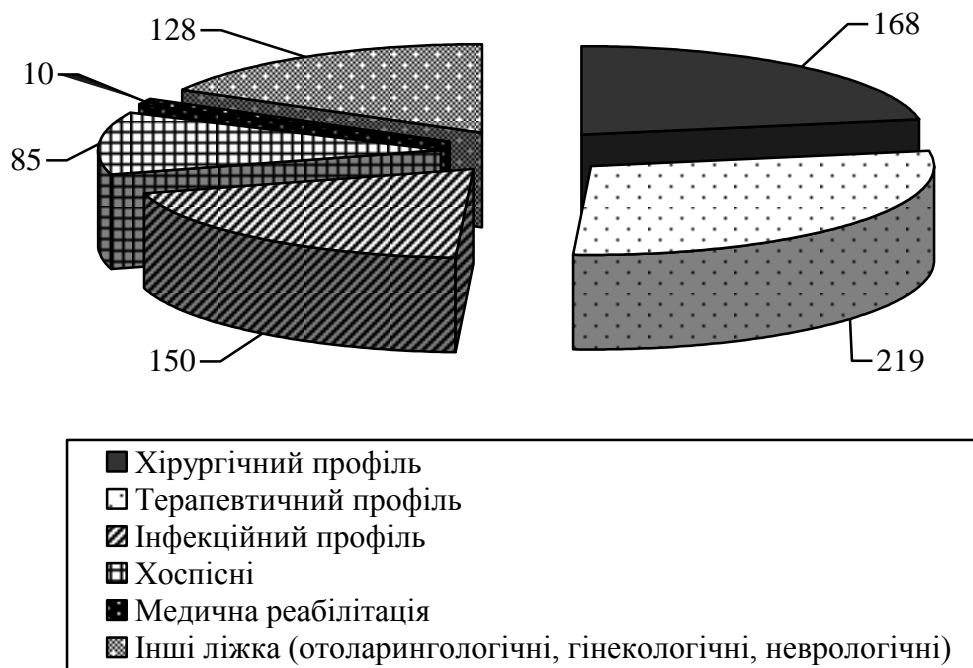 128
168
10
85
150
219
Хірургічний профіль
Терапевтичний профіль
Інфекційний профіль
Хоспісні
Медична реабілітація
Інші ліжка (отоларингологічні, гінекологічні, неврологічні)